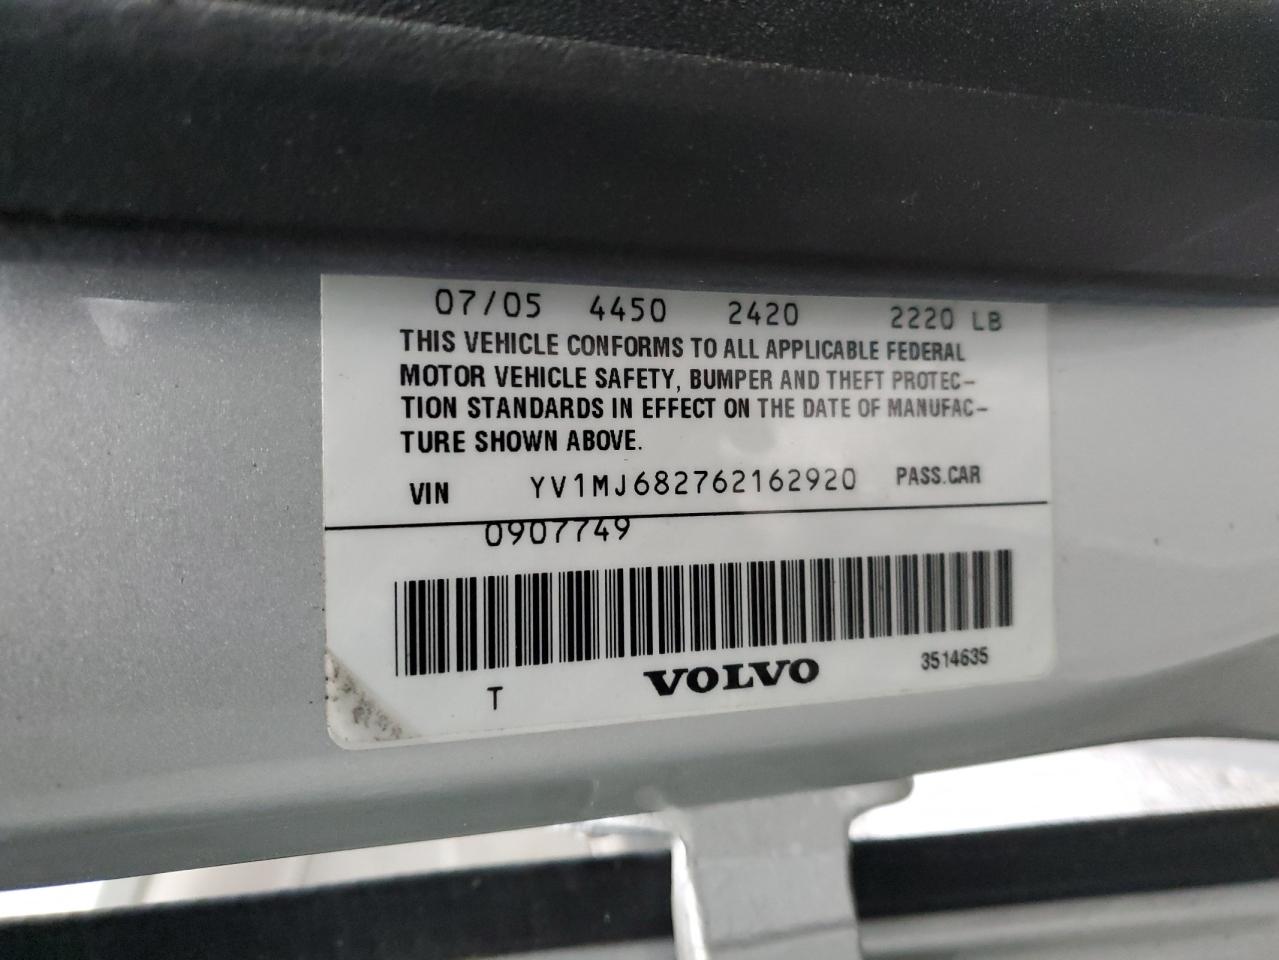 07/05 4450 2420 2220 LB
THIS VEHICLE CONFORMS TO ALL APPLICABLE FEDERAL
MOTOR VEHICLE SAFETY, BUMPER AND THEFT PROTEC-
TION STANDARDS IN EFFECT ON THE DATE OF MANUFAC-
TURE SHOWN ABOVE.
VIN YV1MJ682762162920 PASS.CAR
0907749
T VOLVO 3514635